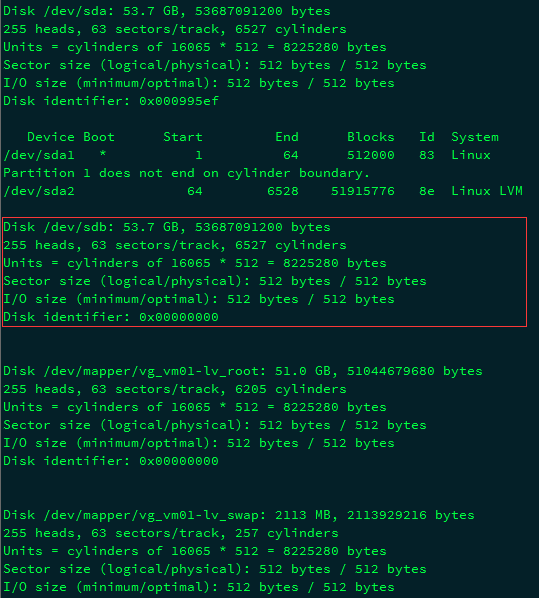 Disk /dev/sda: 53.7 GB, 53687091200 bytes
255 heads, 63 sectors/track, 6527 cylinders
Units = cylinders of 16065 * 512 = 8225280 bytes
Sector size (logical/physical): 512 bytes / 512 bytes
I/O size (minimum/optimal): 512 bytes / 512 bytes
Disk identifier: 0x000995ef
Device Boot Start End Blocks Id System
/dev/sda1 * 1 64 512000 83 Linux
Partition 1 does not end on cylinder boundary.
/dev/sda2 64 6528 51915776 8e Linux LVM
Disk /dev/sdb: 53.7 GB, 53687091200 bytes
255 heads, 63 sectors/track, 6527 cylinders
Units = cylinders of 16065 * 512 = 8225280 bytes
Sector size (logical/physical): 512 bytes / 512 bytes
I/O size (minimum/optimal): 512 bytes / 512 bytes
Disk identifier: 0x00000000
Disk /dev/mapper/vg_vm01-lv_root: 51.0 GB, 51044679680 bytes
255 heads, 63 sectors/track, 6205 cylinders
Units = cylinders of 16065 * 512 = 8225280 bytes
Sector size (logical/physical): 512 bytes / 512 bytes
I/O size (minimum/optimal): 512 bytes / 512 bytes
Disk identifier: 0x00000000
Disk /dev/mapper/vg_vm01-lv_swap: 2113 MB, 2113929216 bytes
255 heads, 63 sectors/track, 257 cylinders
Units = cylinders of 16065 * 512 = 8225280 bytes
Sector size (logical/physical): 512 bytes / 512 bytes
I/O size (minimum/optimal): 512 bytes / 512 bytes